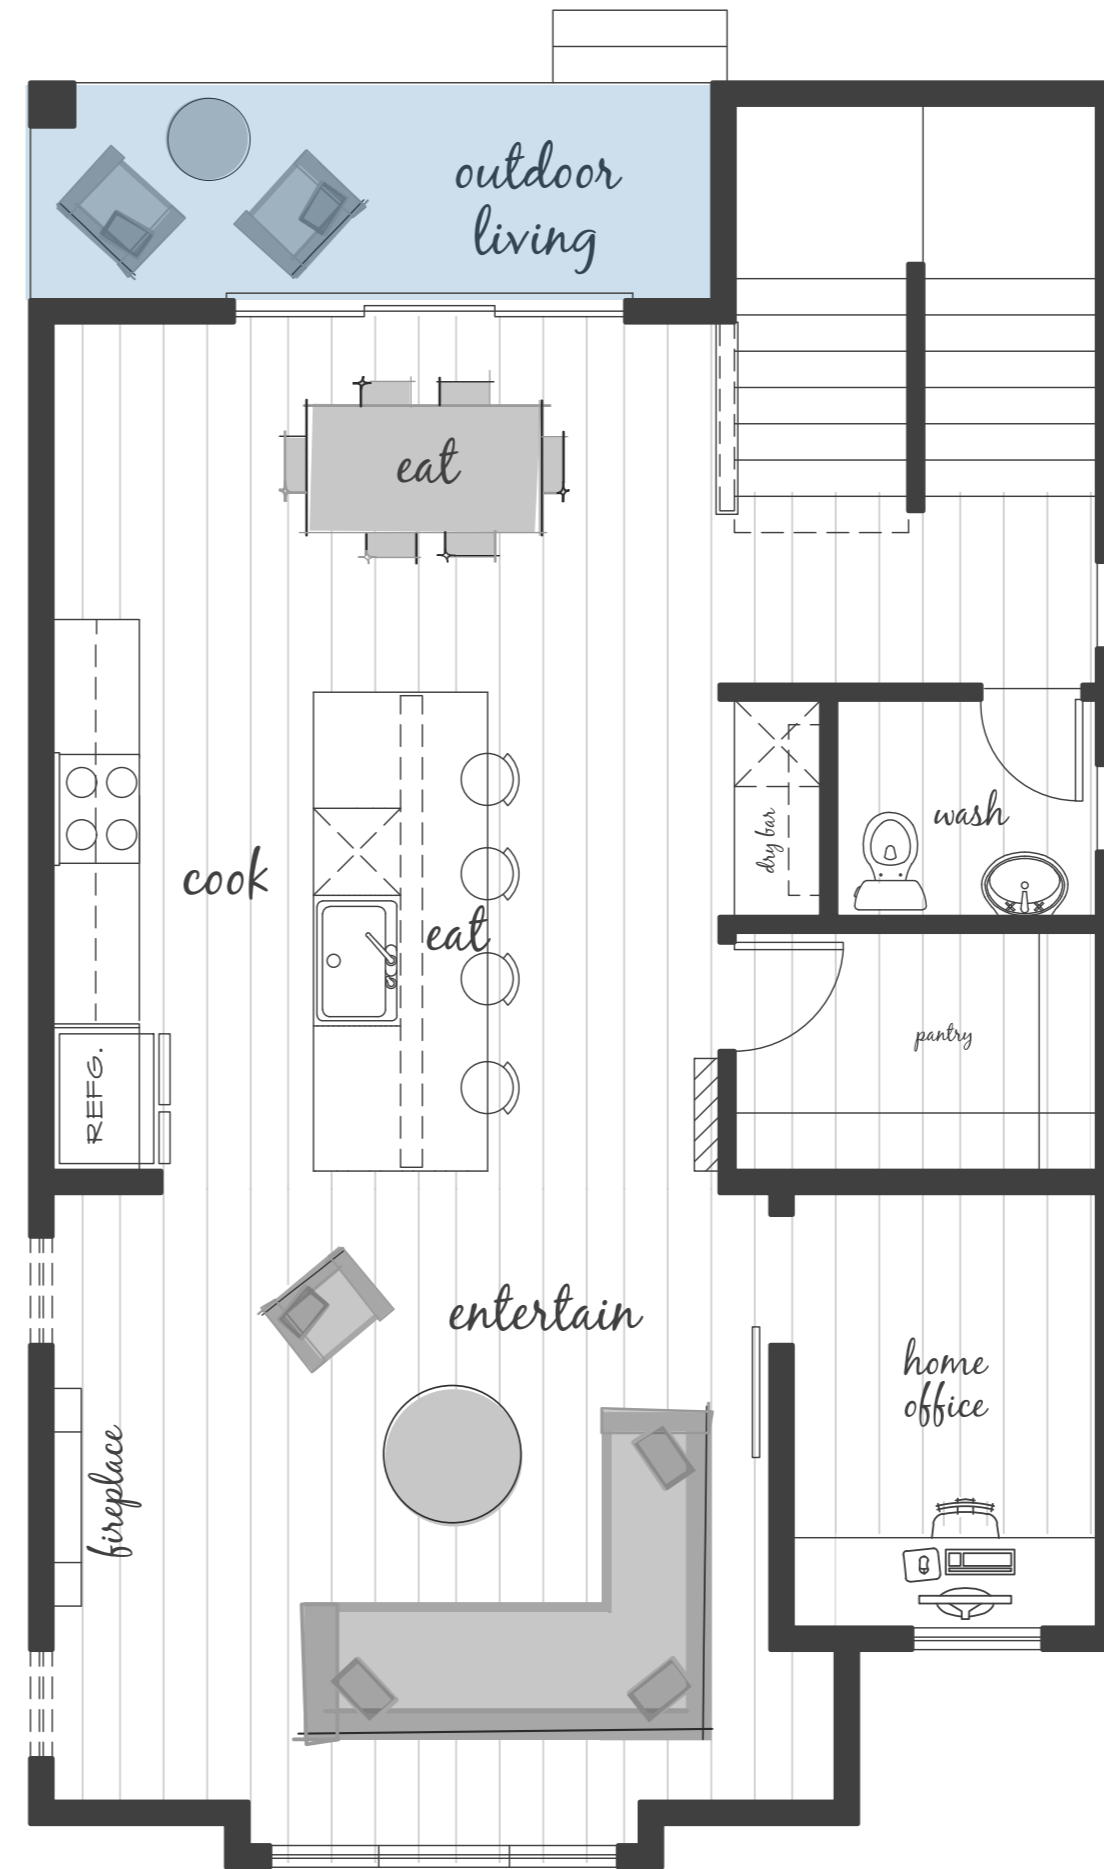 outdoor
living
eat
dry bar
wash
cook
eat
pantry
REFG.
entertain
home
office
fireplace